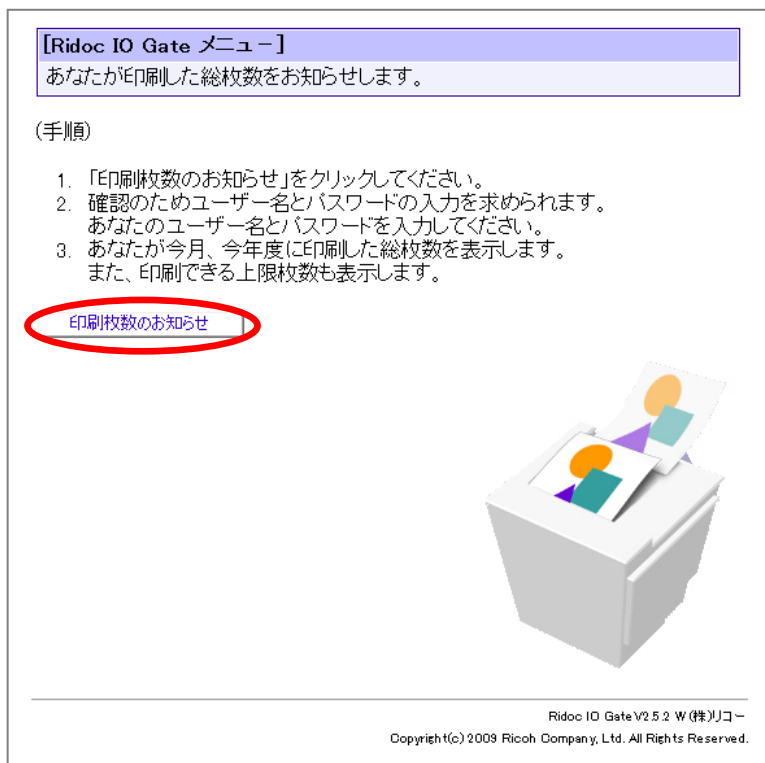 [Ridoc IO Gate メニュー]
あなたが印刷した総枚数をお知らせします。
(手順)
1. 「印刷枚数のお知らせ」をクリックしてください。
2. 確認のためユーザー名とパスワードの入力を求められます。
あなたのユーザー名とパスワードを入力してください。
3. あなたが今月、今年度に印刷した総枚数を表示します。
また、印刷できる上限枚数も表示します。
印刷枚数のお知らせ
Ridoc IO Gate V2.5.2 W (株)リコー
Copyright(c) 2009 Ricoh Company, Ltd. All Rights Reserved.